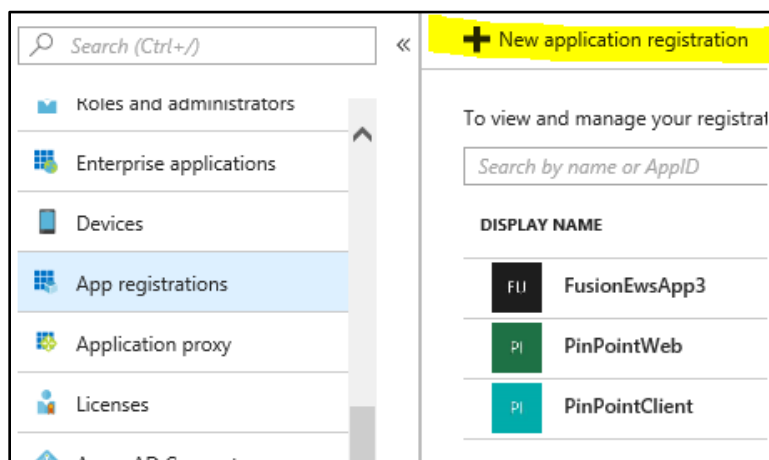 Search (Ctrl+/)
«
Roles and administrators
Enterprise applications
Devices
App registrations
Application proxy
Licenses
New application registration
To view and manage your registrat
Search by name or AppID
DISPLAY NAME
FU FusionEwsApp3
PI PinPointWeb
PI PinPointClient